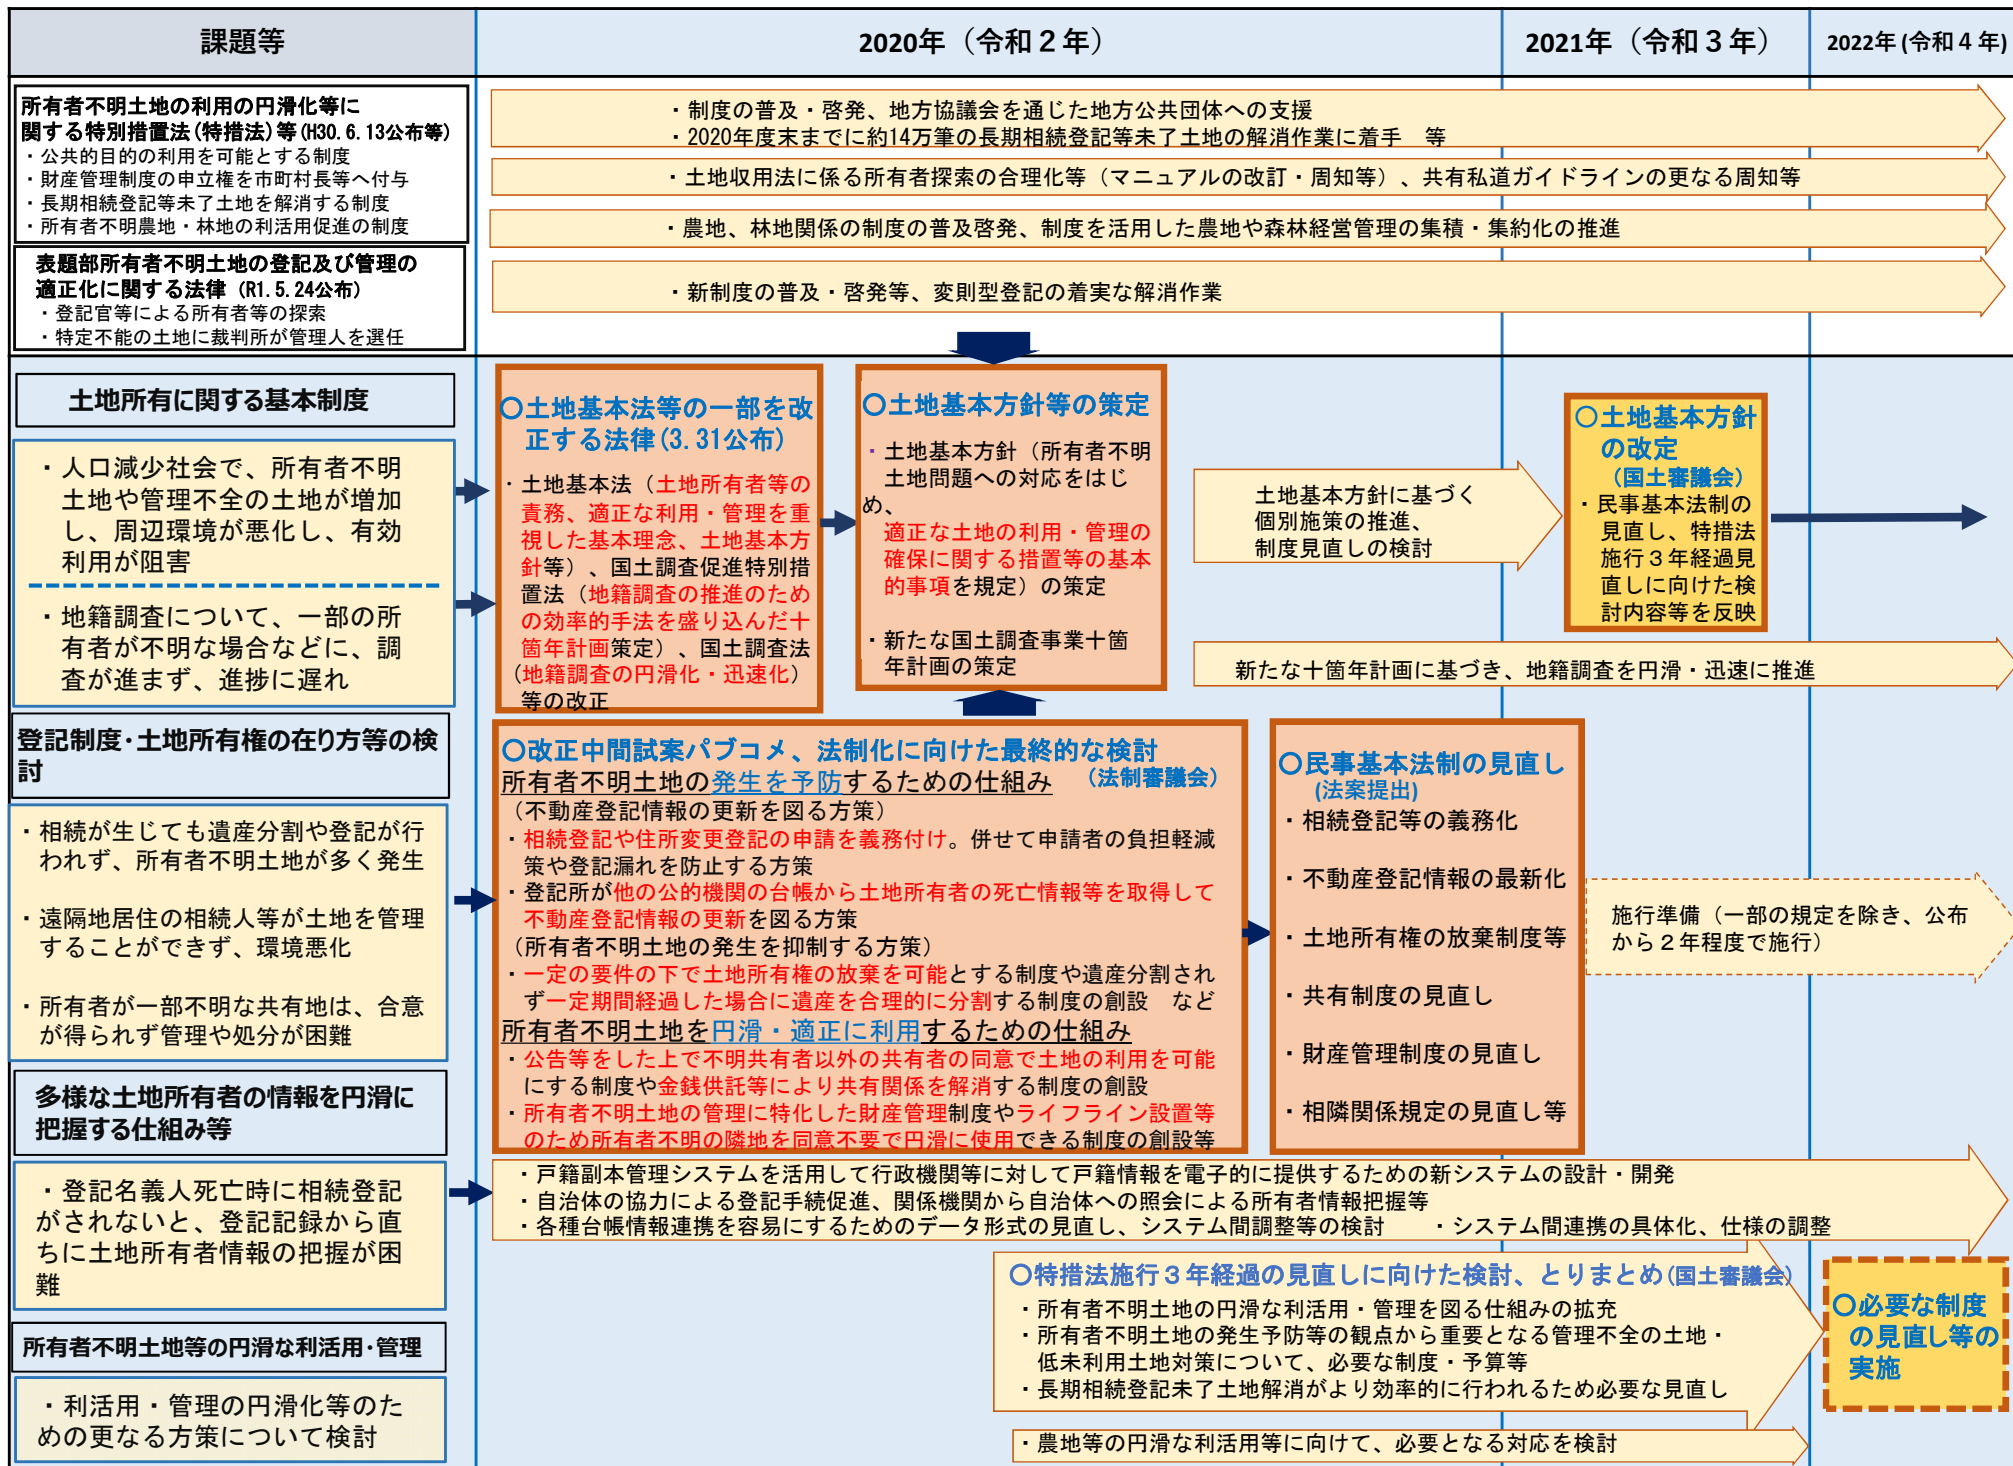 課題等
2020年（令和２年）
2021年（令和３年）
2022年(令和４年)
所有者不明土地の利用の円滑化等に
関する特別措置法(特措法)等(H30.6.13公布等)
・公共的目的の利用を可能とする制度
・財産管理制度の申立権を市町村長等へ付与
・長期相続登記等未了土地を解消する制度
・所有者不明農地・林地の利活用促進の制度
・制度の普及・啓発、地方協議会を通じた地方公共団体への支援
・2020年度末までに約14万筆の長期相続登記等未了土地の解消作業に着手　等
・土地収用法に係る所有者探索の合理化等（マニュアルの改訂・周知等）、共有私道ガイドラインの更なる周知等
・農地、林地関係の制度の普及啓発、制度を活用した農地や森林経営管理の集積・集約化の推進
表題部所有者不明土地の登記及び管理の
適正化に関する法律（R1.5.24公布）
・登記官等による所有者等の探索
・特定不能の土地に裁判所が管理人を選任
・新制度の普及・啓発等、変則型登記の着実な解消作業
土地所有に関する基本制度
・人口減少社会で、所有者不明
土地や管理不全の土地が増加
し、周辺環境が悪化し、有効
利用が阻害
・地籍調査について、一部の所
有者が不明な場合などに、調
査が進まず、進捗に遅れ
〇土地基本法等の一部を改
正する法律(3.31公布)
・土地基本法（土地所有者等の
責務、適正な利用・管理を重
視した基本理念、土地基本方
針等）、国土調査促進特別措
置法（地籍調査の推進のため
の効率的手法を盛り込んだ十
箇年計画策定）、国土調査法
(地籍調査の円滑化・迅速化)
等の改正
〇土地基本方針等の策定
・土地基本方針（所有者不明
土地問題への対応をはじ
め、
適正な土地の利用・管理の
確保に関する措置等の基本
的事項を規定）の策定
・新たな国土調査事業十箇
年計画の策定
土地基本方針に基づく
個別施策の推進、
制度見直しの検討
〇土地基本方針
の改定
（国土審議会）
・民事基本法制の
見直し、特措法
施行３年経過見
直しに向けた検
討内容等を反映
新たな十箇年計画に基づき、地籍調査を円滑・迅速に推進
登記制度･土地所有権の在り方等の検
討
・相続が生じても遺産分割や登記が行
われず、所有者不明土地が多く発生
・遠隔地居住の相続人等が土地を管理
することができず、環境悪化
・所有者が一部不明な共有地は、合意
が得られず管理や処分が困難
〇改正中間試案パブコメ、法制化に向けた最終的な検討
所有者不明土地の発生を予防するための仕組み　（法制審議会）
（不動産登記情報の更新を図る方策）
・相続登記や住所変更登記の申請を義務付け。併せて申請者の負担軽減
策や登記漏れを防止する方策
・登記所が他の公的機関の台帳から土地所有者の死亡情報等を取得して
不動産登記情報の更新を図る方策
（所有者不明土地の発生を抑制する方策）
・一定の要件の下で土地所有権の放棄を可能とする制度や遺産分割され
ず一定期間経過した場合に遺産を合理的に分割する制度の創設　など
所有者不明土地を円滑・適正に利用するための仕組み
・公告等をした上で不明共有者以外の共有者の同意で土地の利用を可能
にする制度や金銭供託等により共有関係を解消する制度の創設
・所有者不明土地の管理に特化した財産管理制度やライフライン設置等
のため所有者不明の隣地を同意不要で円滑に使用できる制度の創設等
〇民事基本法制の見直し
(法案提出)
・相続登記等の義務化
・不動産登記情報の最新化
・土地所有権の放棄制度等
・共有制度の見直し
・財産管理制度の見直し
・相隣関係規定の見直し等
施行準備（一部の規定を除き、公布
から２年程度で施行）
多様な土地所有者の情報を円滑に
把握する仕組み等
・登記名義人死亡時に相続登記
がされないと、登記記録から直
ちに土地所有者情報の把握が困
難
・戸籍副本管理システムを活用して行政機関等に対して戸籍情報を電子的に提供するための新システムの設計・開発
・自治体の協力による登記手続促進、関係機関から自治体への照会による所有者情報把握等
・各種台帳情報連携を容易にするためのデータ形式の見直し、システム間調整等の検討　　・システム間連携の具体化、仕様の調整
所有者不明土地等の円滑な利活用･管理
・利活用・管理の円滑化等のた
めの更なる方策について検討
〇特措法施行３年経過の見直しに向けた検討、とりまとめ(国土審議会)
・所有者不明土地の円滑な利活用・管理を図る仕組みの拡充
・所有者不明土地の発生予防等の観点から重要となる管理不全の土地・
低未利用土地対策について、必要な制度・予算等
・長期相続登記未了土地解消がより効率的に行われるため必要な見直し
〇必要な制度
の見直し等の
実施
・農地等の円滑な利活用等に向けて、必要となる対応を検討